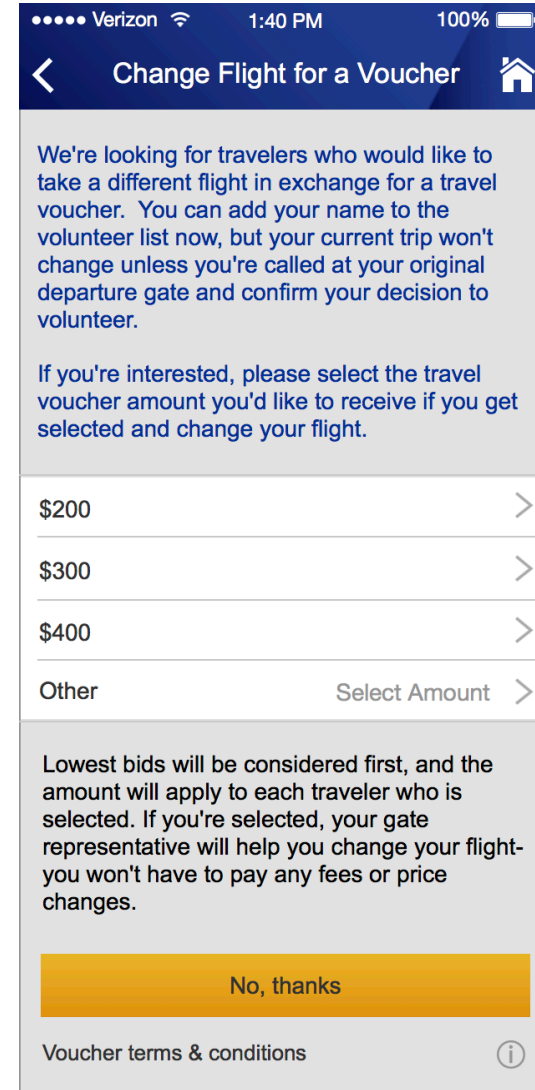 Verizon 1:40 PM 100%
Change Flight for a Voucher
We're looking for travelers who would like to
take a different flight in exchange for a travel
voucher.  You can add your name to the
volunteer list now, but your current trip won't
change unless you're called at your original
departure gate and confirm your decision to
volunteer.
If you're interested, please select the travel
voucher amount you'd like to receive if you get
selected and change your flight.
$200
$300
$400
Other Select Amount
Lowest bids will be considered first, and the
amount will apply to each traveler who is
selected. If you're selected, your gate
representative will help you change your flight-
you won't have to pay any fees or price
changes.
No, thanks
Voucher terms & conditions